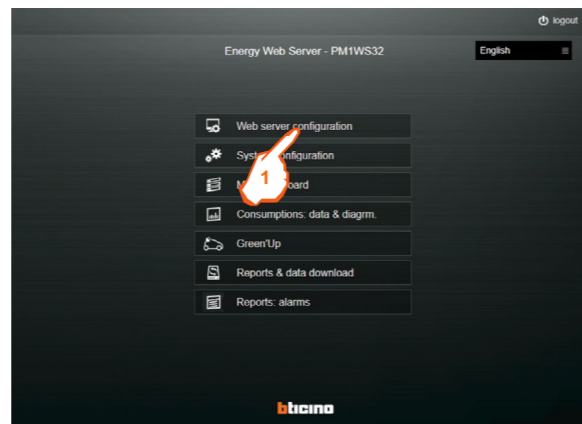 logout
Energy Web Server - PM1WS32
English
Web server configuration
System configuration
1
Consumptions: data & diagrm.
Green'Up
Reports & data download
Reports: alarms
bticino